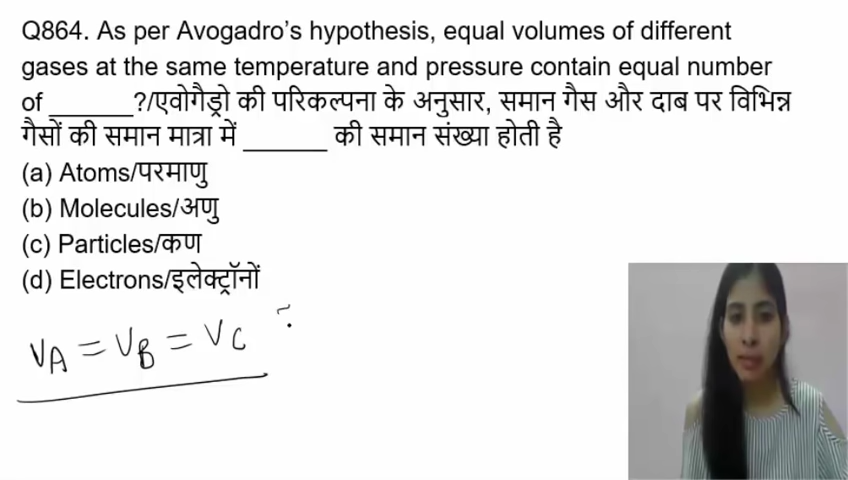 Q864. As per Avogadro's hypothesis, equal volumes of different
gases at the same temperature and pressure contain equal number
of ______?/एवोगैड्रो की परिकल्पना के अनुसार, समान गैस और दाब पर विभिन्न
गैसों की समान मात्रा में ______ की समान संख्या होती है
(a) Atoms/परमाणु
(b) Molecules/अणु
(c) Particles/कण
(d) Electrons/इलेक्ट्रॉनों
VA = VB = VC